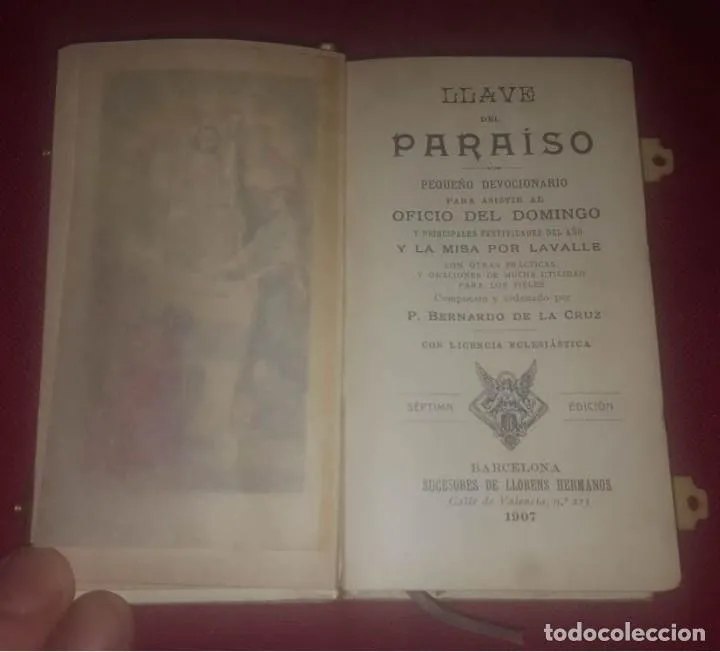 LLAVE
DEL
PARAÍSO
PEQUEÑO DEVOCIONARIO
PARA ASISTIR AL
OFICIO DEL DOMINGO
Y PRINCIPALES FESTIVIDADES DEL AÑO
Y LA MISA POR LAVALLE
CON OTRAS PRÁCTICAS
Y ORACIONES DE MUCHA UTILIDAD
PARA LOS FIELES
Compuesto y ordenado por
P. BERNARDO DE LA CRUZ
CON LICENCIA ECLESIÁSTICA
SÉPTIMA EDICIÓN
BARCELONA
SUCESORES DE LLORENS HERMANOS
Calle de Valencia, n.º 271
1907
todocoleccion
todocoleccion.net